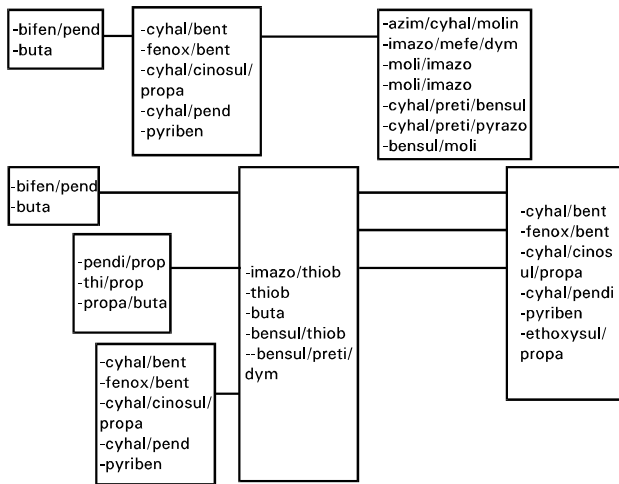 -bifen/pend
-buta
-cyhal/bent
-fenox/bent
-cyhal/cinosul/
propa
-cyhal/pend
-pyriben
-azim/cyhal/molin
-imazo/mefe/dym
-moli/imazo
-moli/imazo
-cyhal/preti/bensul
-cyhal/preti/pyrazo
-bensul/moli
-bifen/pend
-buta
-pendi/prop
-thi/prop
-propa/buta
-cyhal/bent
-fenox/bent
-cyhal/cinosul/
propa
-cyhal/pend
-pyriben
-imazo/thiob
-thiob
-buta
-bensul/thiob
--bensul/preti/
dym
-cyhal/bent
-fenox/bent
-cyhal/cinos
ul/propa
-cyhal/pendi
-pyriben
-ethoxysul/
propa